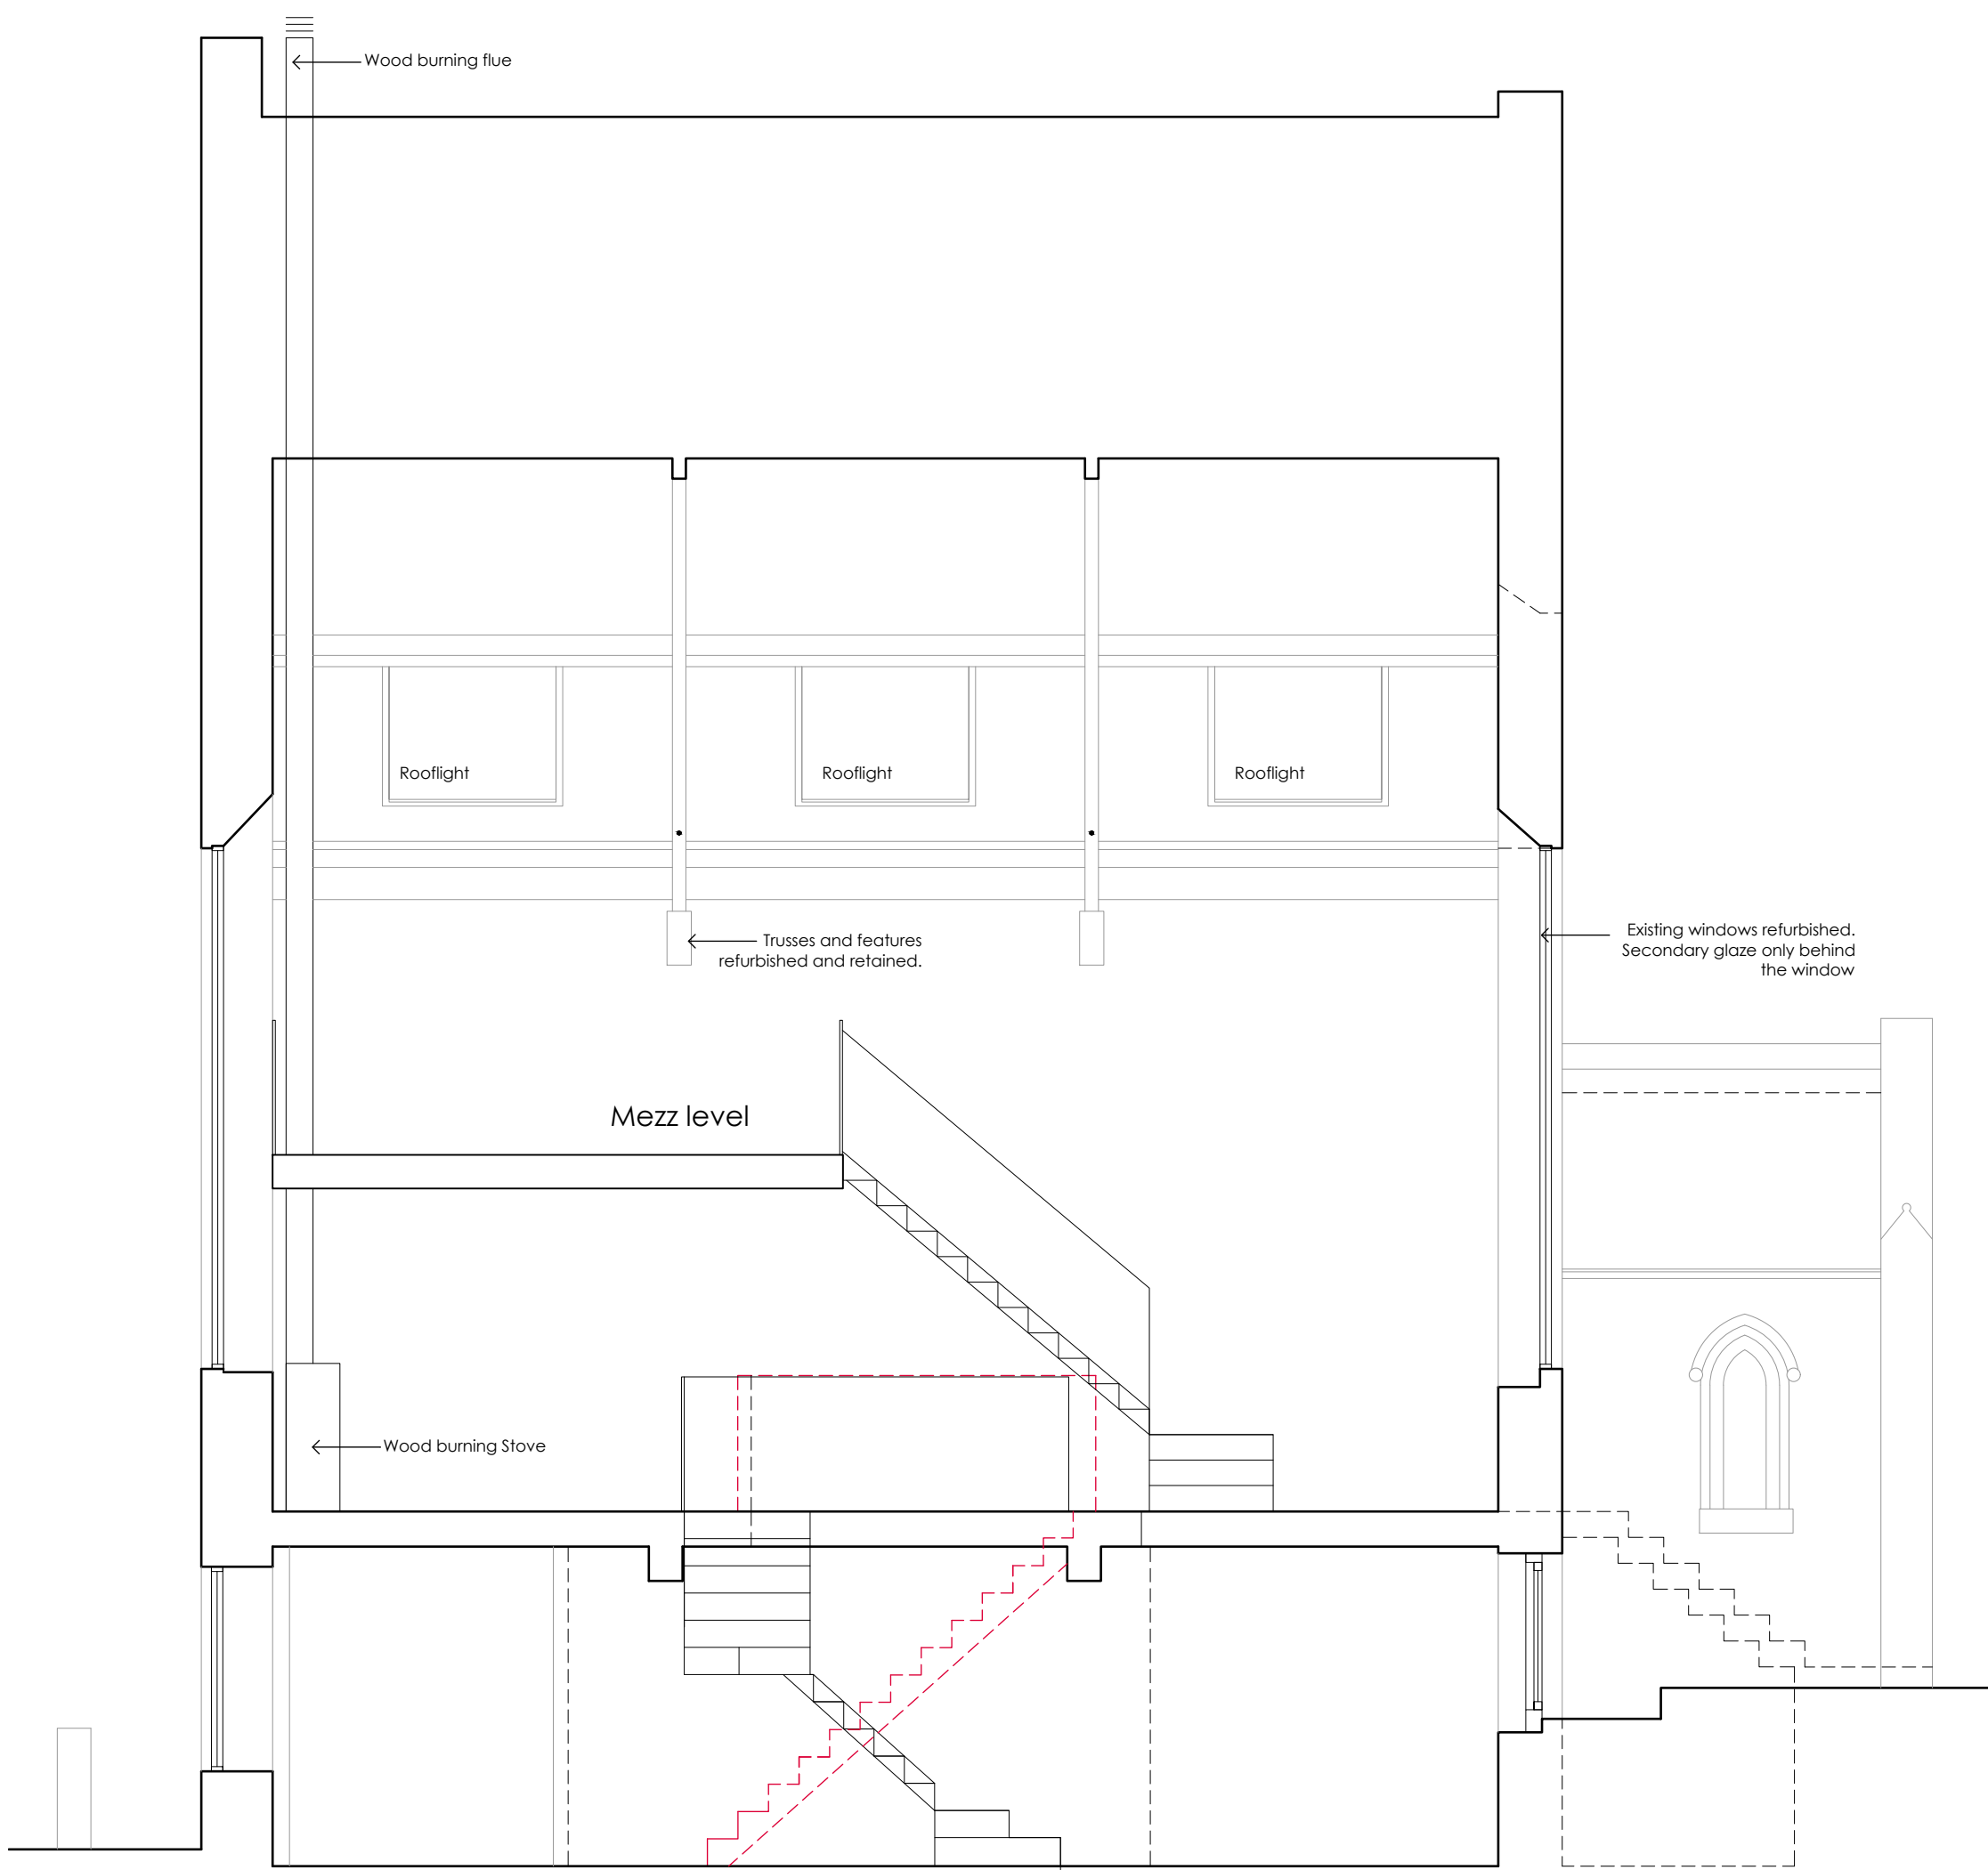 Wood burning flue
Rooflight
Rooflight
Rooflight
Trusses and features
refurbished and retained.
Existing windows refurbished.
Secondary glaze only behind
the window
Mezz level
Wood burning Stove